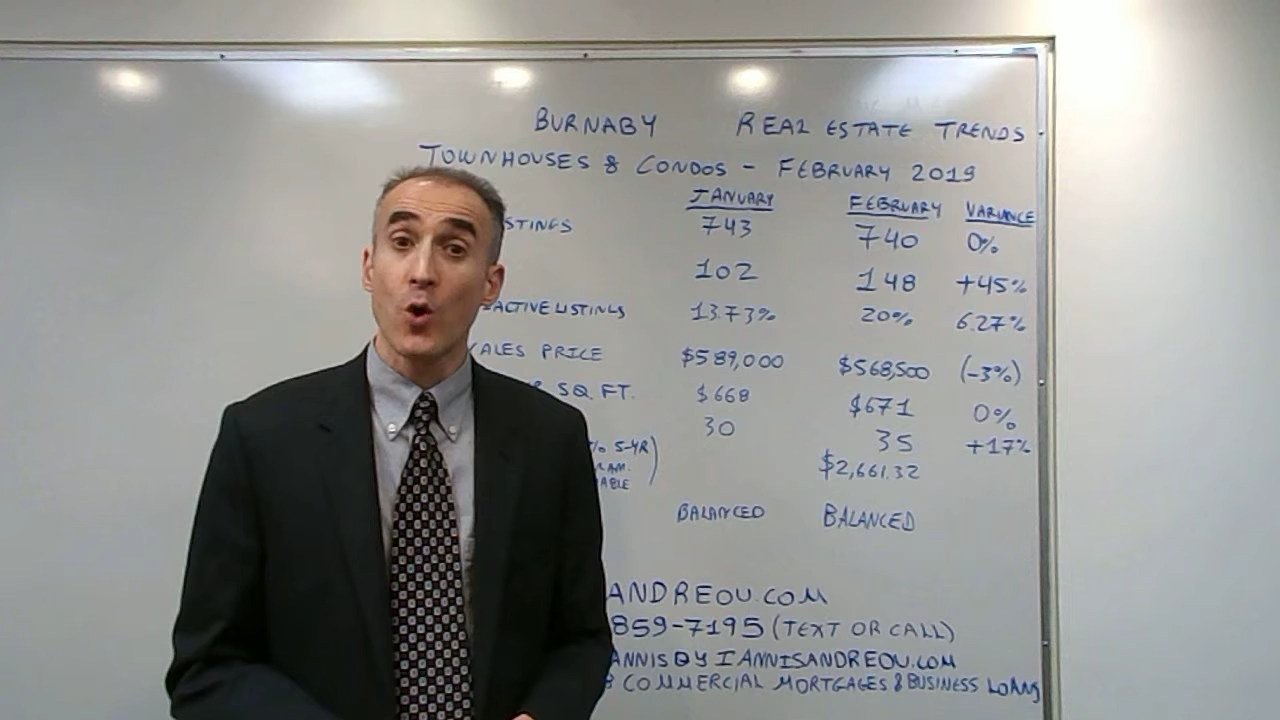 BURNABY REAL ESTATE TRENDS
TOWNHOUSES & CONDOS - FEBRUARY 2019
JANUARY FEBRUARY VARIANCE
STINGS 743 740 0%
102 148 +45%
ACTIVE LISTINGS 13.73% 20% 6.27%
ALES PRICE $589,000 $568,500 (-3%)
SQ.FT. $668 $671 0%
30 35 +17%
% 5-YR
AM. $2,661.32
ABLE
BALANCED BALANCED
ANDREOU.COM
859-7195 (TEXT OR CALL)
ANNIS@YIANNISANDREOU.COM
& COMMERCIAL MORTGAGES & BUSINESS LOANS